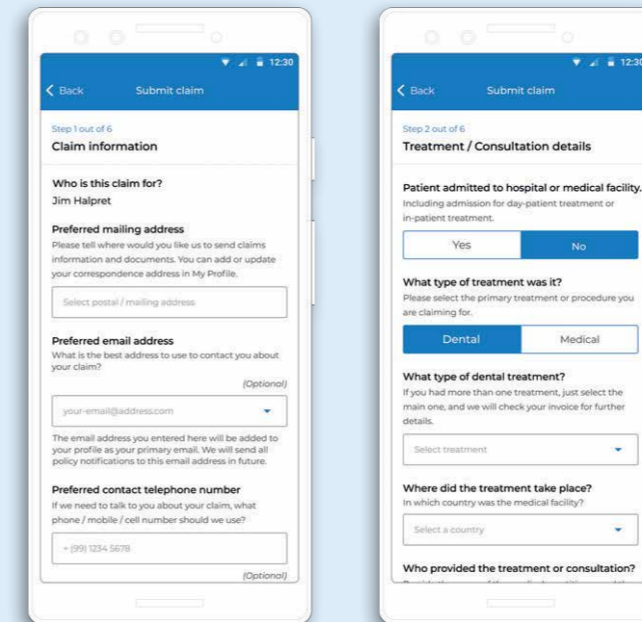 12:30
Back Submit claim
Step 1 out of 6
Claim information
Who is this claim for?
Jim Halpret
Preferred mailing address
Please tell where would you like us to send claims
information and documents. You can add or update
your correspondence address in My Profile.
Select postal / mailing address
Preferred email address
What is the best address to use to contact you about
your claim?
(Optional)
your-email@address.com
The email address you entered here will be added to
your profile as your primary email. We will send all
policy notifications to this email address in future.
Preferred contact telephone number
If we need to talk to you about your claim, what
phone / mobile / cell number should we use?
+ (99) 1234 5678
(Optional)
12:30
Back Submit claim
Step 2 out of 6
Treatment / Consultation details
Patient admitted to hospital or medical facility.
Including admission for day-patient treatment or
in-patient treatment.
Yes No
What type of treatment was it?
Please select the primary treatment or procedure you
are claiming for.
Dental Medical
What type of dental treatment?
If you had more than one treatment, just select the
main one, and we will check your invoice for further
details.
Select treatment
Where did the treatment take place?
In which country was the medical facility?
Select a country
Who provided the treatment or consultation?